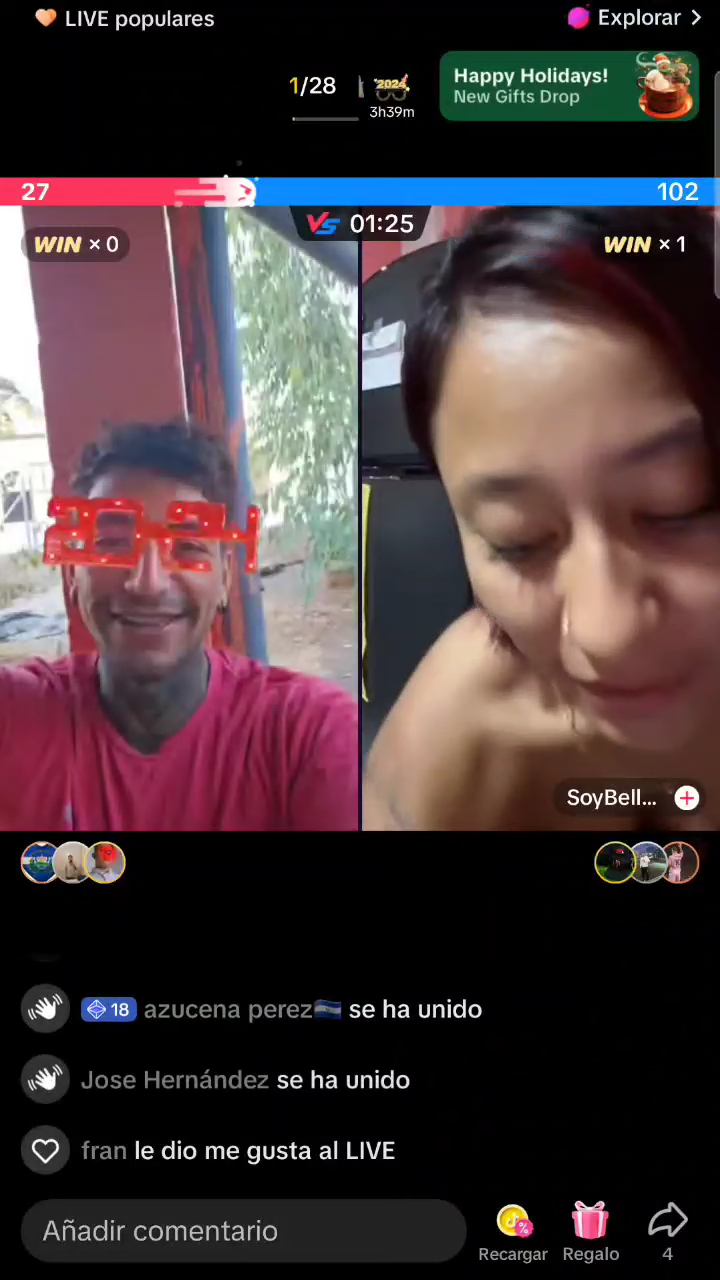 LIVE populares
Explorar
1/28
2024
3h39m
Happy Holidays!
New Gifts Drop
27
102
VS 01:25
WIN × 0
WIN × 1
2024
SoyBell...
18 azucena perez🇸🇻 se ha unido
Jose Hernández se ha unido
fran le dio me gusta al LIVE
Añadir comentario
Recargar
Regalo
4